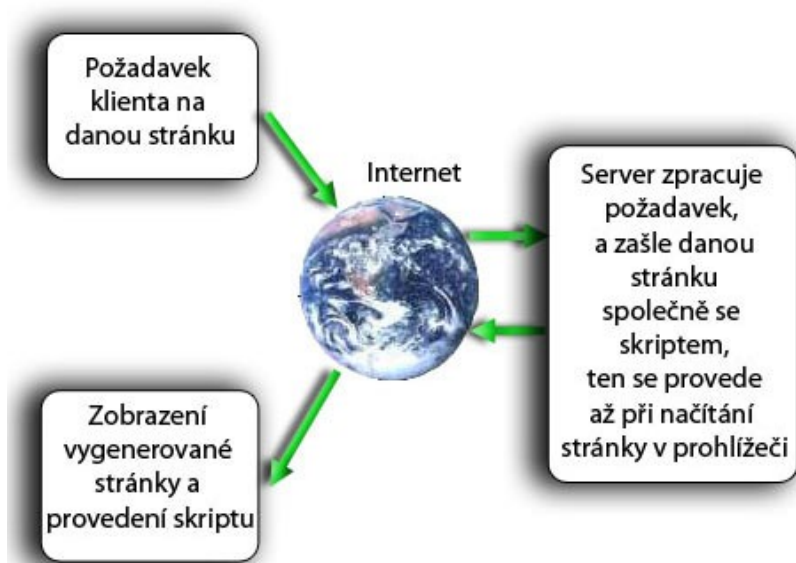 Požadavek
klienta na
danou stránku
Internet
Server zpracuje
požadavek,
a zašle danou
stránku
společně se
skriptem,
ten se provede
až při načítání
stránky v prohlížeči
Zobrazení
vygenerované
stránky a
provedení skriptu